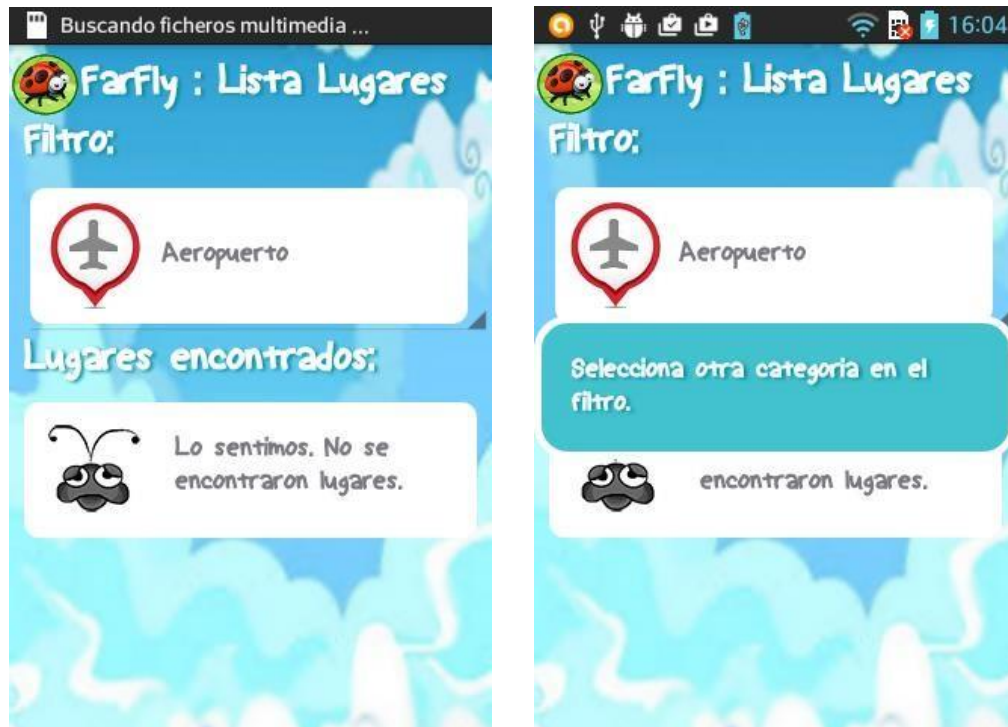 Buscando ficheros multimedia ...
FarFly : Lista Lugares
Filtro:
Aeropuerto
Lugares encontrados:
Lo sentimos. No se
encontraron lugares.
16:04
FarFly : Lista Lugares
Filtro:
Aeropuerto
Selecciona otra categoria en el
filtro.
encontraron lugares.